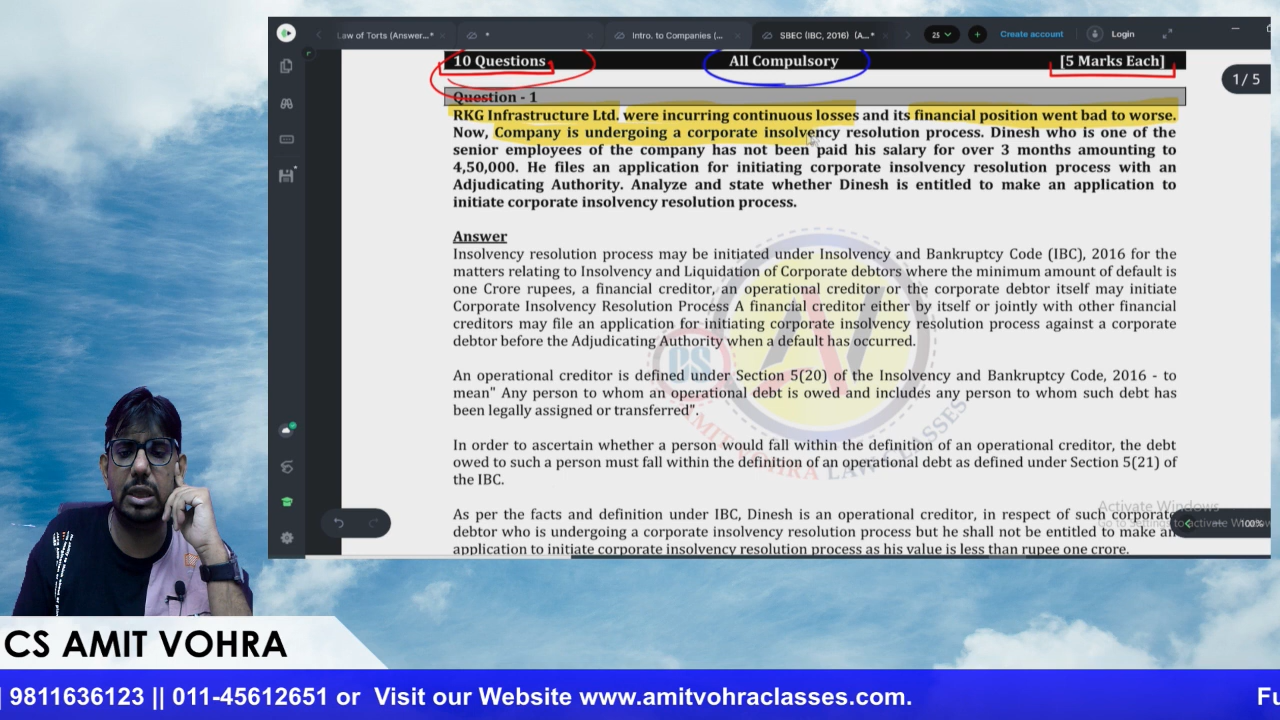 Law of Torts (Answer...*
*
Intro. to Companies (...
SBEC (IBC, 2016) (A...*
25
Create account
Login
10 Questions
All Compulsory
[5 Marks Each]
1 / 5
Question - 1
RKG Infrastructure Ltd. were incurring continuous losses and its financial position went bad to worse.
Now, Company is undergoing a corporate insolvency resolution process. Dinesh who is one of the
senior employees of the company has not been paid his salary for over 3 months amounting to
4,50,000. He files an application for initiating corporate insolvency resolution process with an
Adjudicating Authority. Analyze and state whether Dinesh is entitled to make an application to
initiate corporate insolvency resolution process.
Answer
Insolvency resolution process may be initiated under Insolvency and Bankruptcy Code (IBC), 2016 for the
matters relating to Insolvency and Liquidation of Corporate debtors where the minimum amount of default is
one Crore rupees, a financial creditor, an operational creditor or the corporate debtor itself may initiate
Corporate Insolvency Resolution Process A financial creditor either by itself or jointly with other financial
creditors may file an application for initiating corporate insolvency resolution process against a corporate
debtor before the Adjudicating Authority when a default has occurred.
An operational creditor is defined under Section 5(20) of the Insolvency and Bankruptcy Code, 2016 - to
mean" Any person to whom an operational debt is owed and includes any person to whom such debt has
been legally assigned or transferred".
In order to ascertain whether a person would fall within the definition of an operational creditor, the debt
owed to such a person must fall within the definition of an operational debt as defined under Section 5(21) of
the IBC.
As per the facts and definition under IBC, Dinesh is an operational creditor, in respect of such corporate
debtor who is undergoing a corporate insolvency resolution process but he shall not be entitled to make an
application to initiate corporate insolvency resolution process as his value is less than rupee one crore.
CS
AV
AMIT VOHRA LAW CLASSES
Activate Windows
Go to Settings to activate Windows
100%
CS AMIT VOHRA
| 9811636123 || 011-45612651 or Visit our Website www.amitvohraclasses.com.
Fu